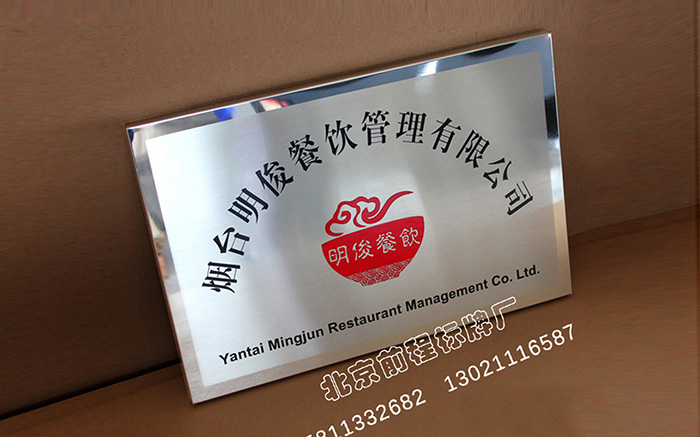 烟台明俊餐饮管理有限公司
明俊餐飲
Yantai Mingjun Restaurant Management Co. Ltd.
北京前程标牌厂
811332682 13021116587